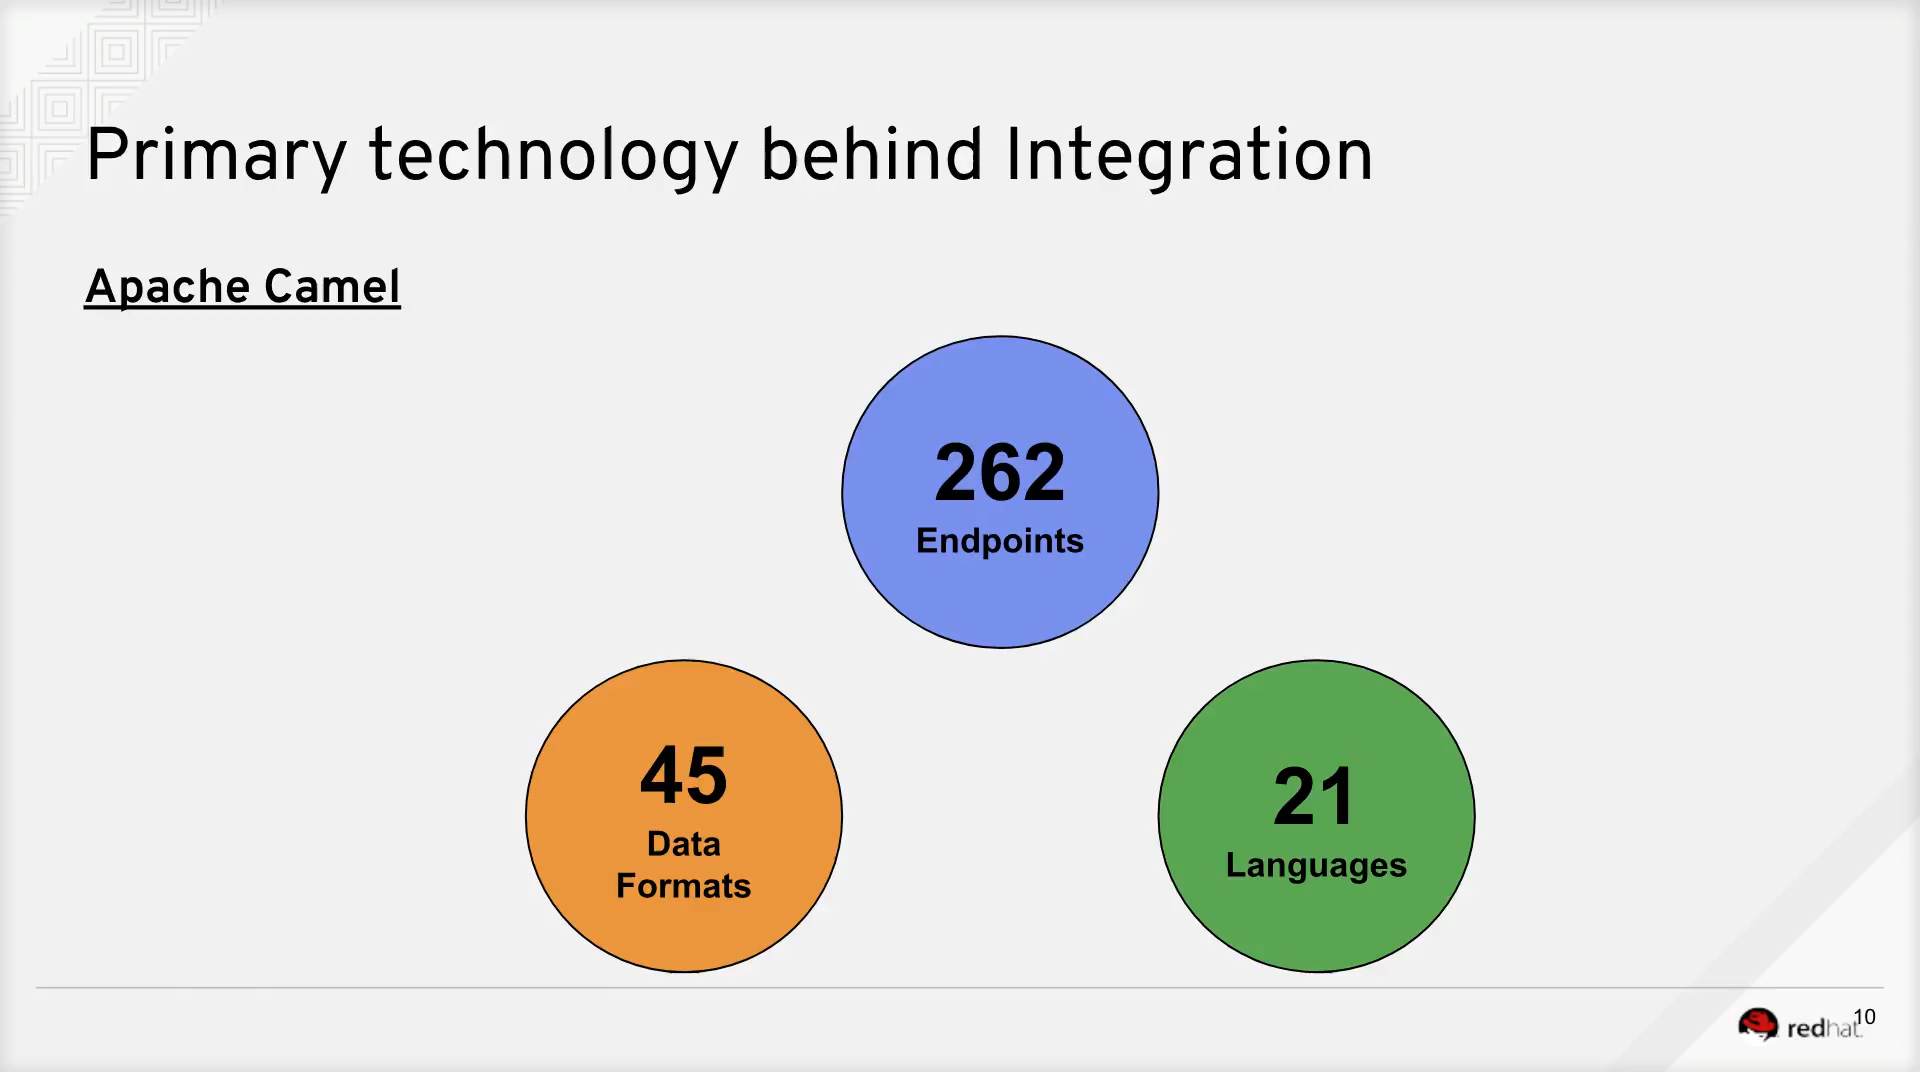 Primary technology behind Integration
Apache Camel
262
Endpoints
45
Data
Formats
21
Languages
redhat.
10